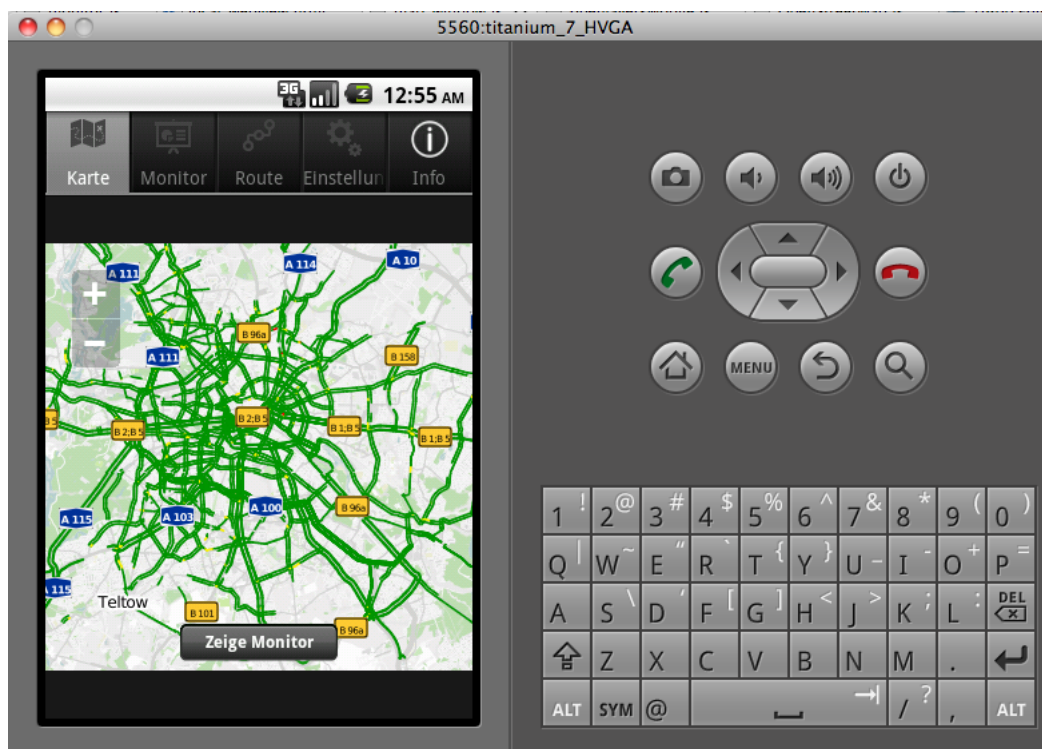 5560:titanium_7_HVGA
3G
12:55 AM
Karte Monitor Route Einstellun Info
+
−
A 111
A 114
A 10
B 96a
A 111
B 158
B 5
B 2;B 5
B 2;B 5
B 1;B 5
B 1;B 5
A 115
A 103
A 100
B 96a
115
Teltow
B 101
B 96a
Zeige Monitor
MENU
1 ! 2 @ 3 # 4 $ 5 % 6 ^ 7 & 8 * 9 ( 0 )
Q | W ~ E " R ` T { Y } U _ I - O + P =
A S \ D ' F [ G ] H < J > K ; L : DEL
Z X C V B N M .
ALT SYM @ / ? , ALT